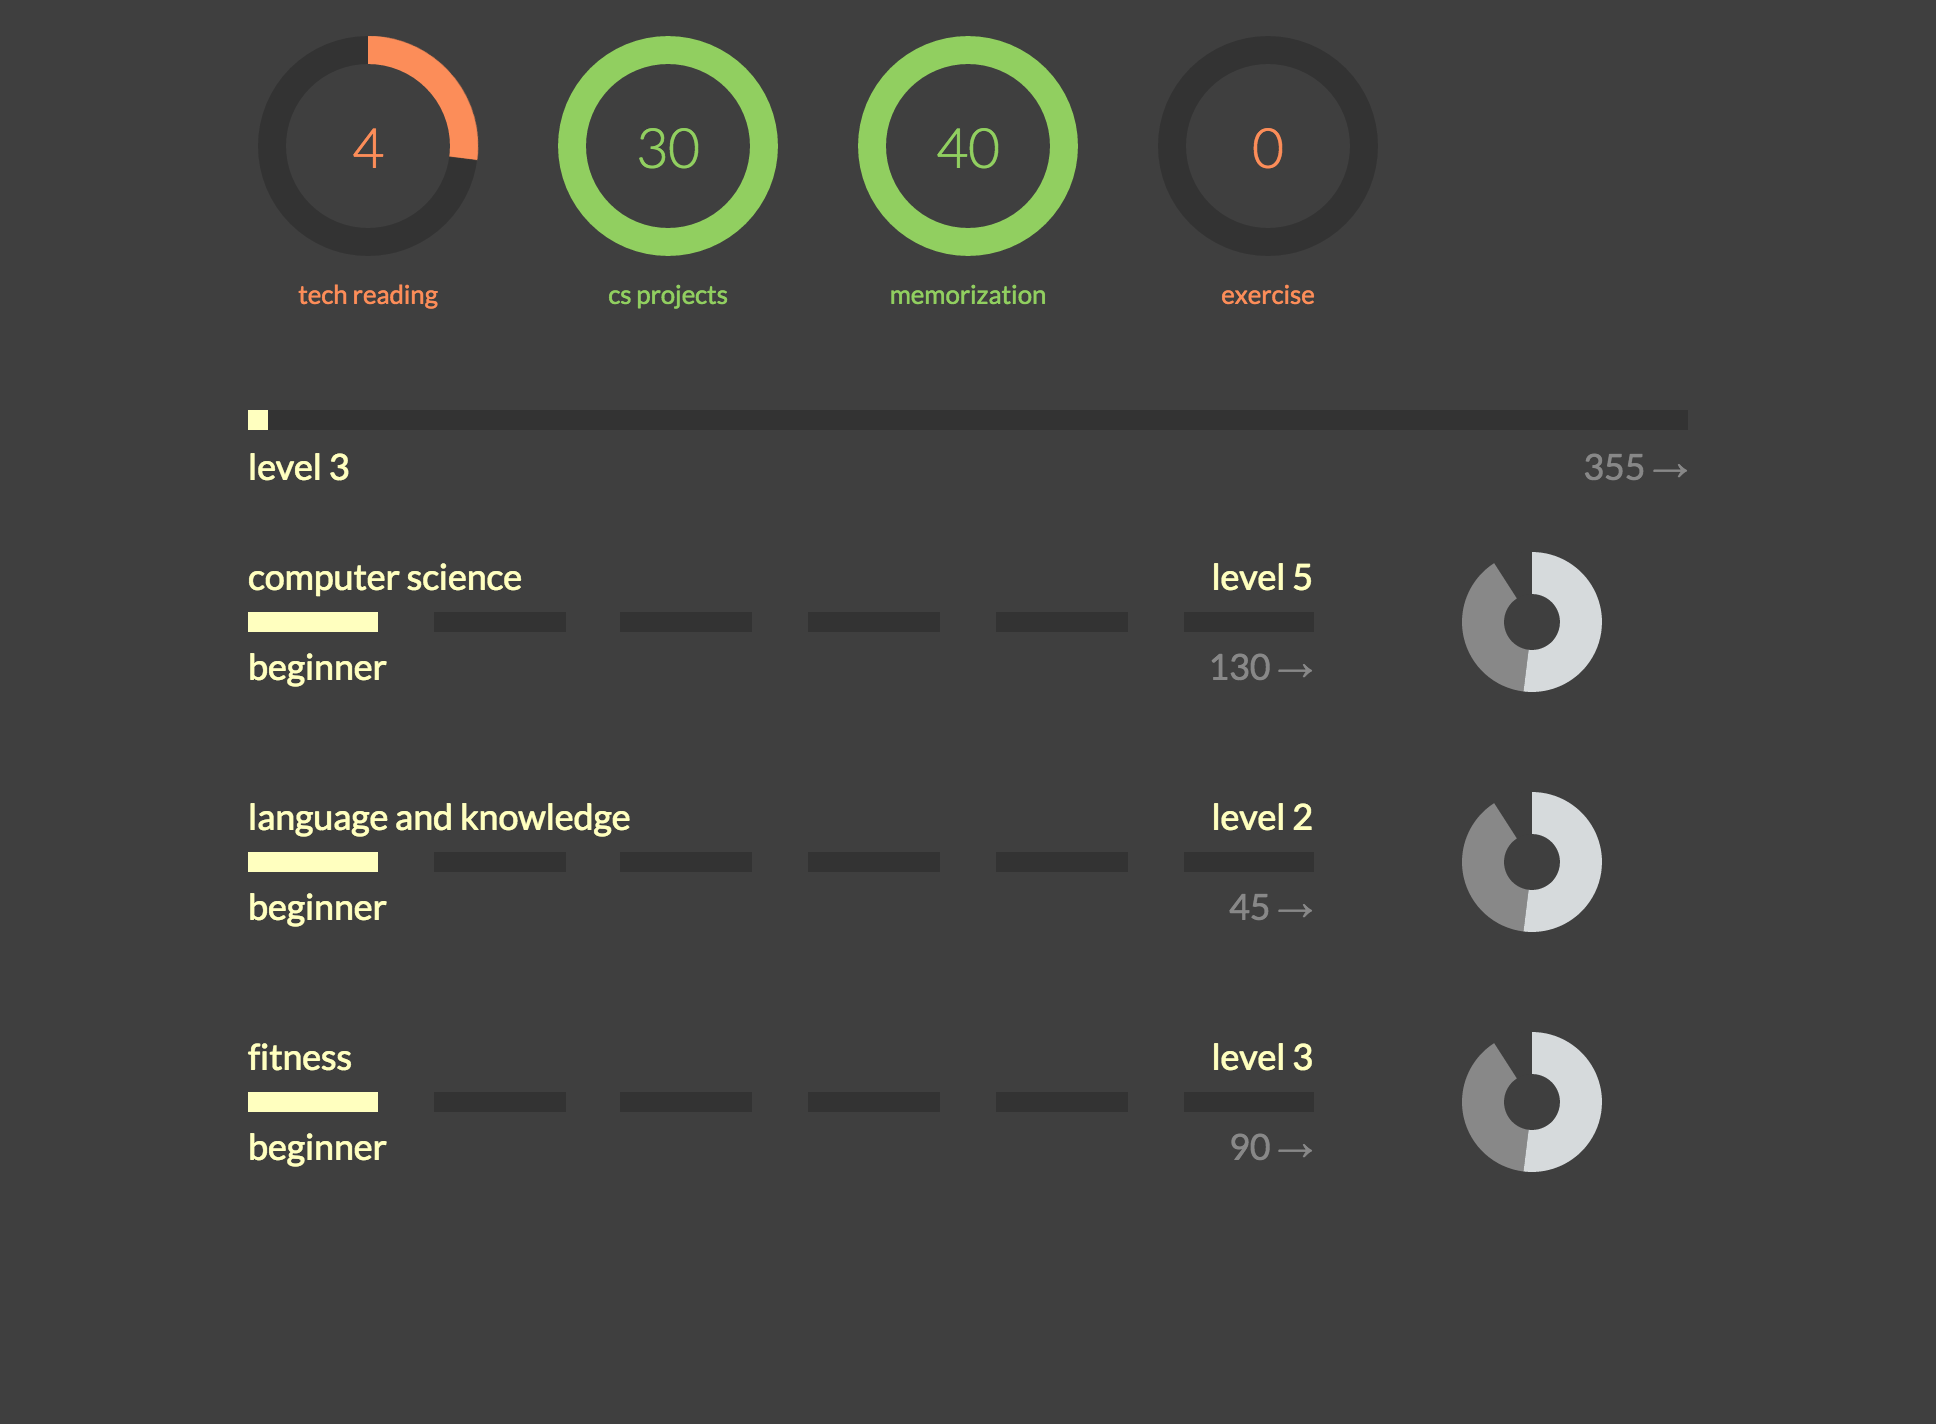 4 30 40 0
tech reading cs projects memorization exercise
level 3 355 →
computer science level 5
beginner 130 →
language and knowledge level 2
beginner 45 →
fitness level 3
beginner 90 →